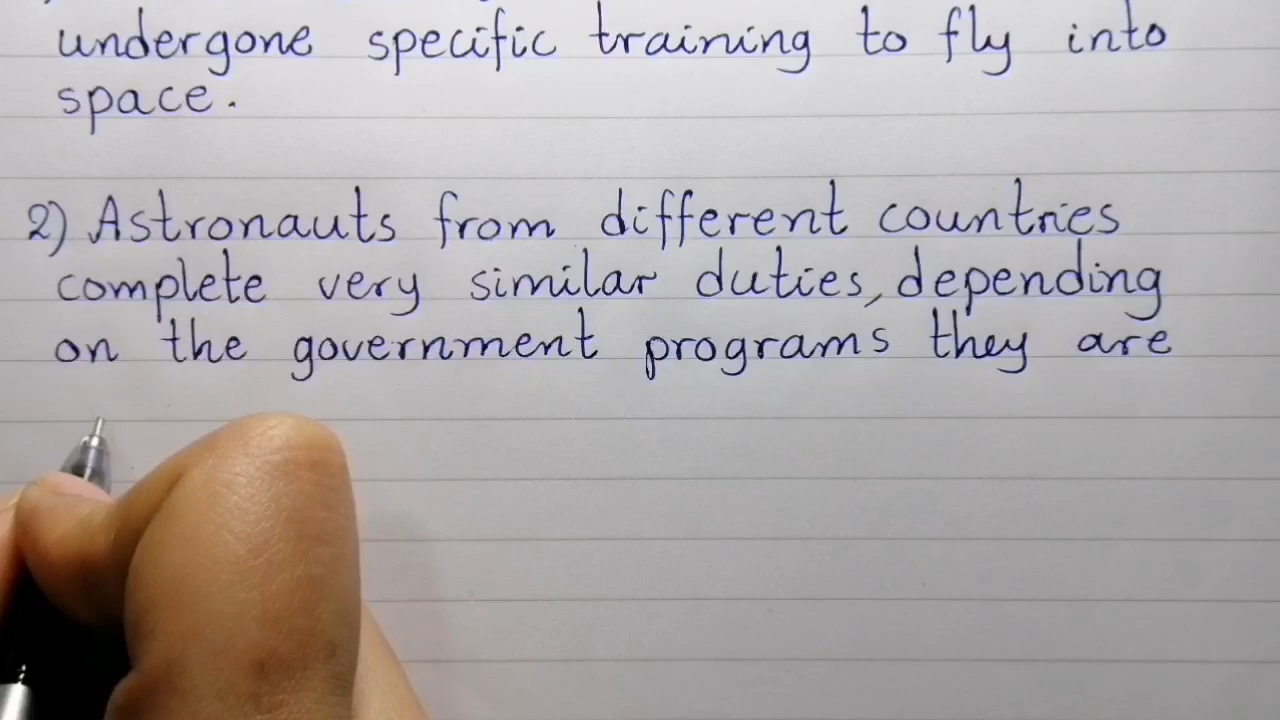 undergone specific training to fly into
space.
2) Astronauts from different countries
complete very similar duties, depending
on the government programs they are